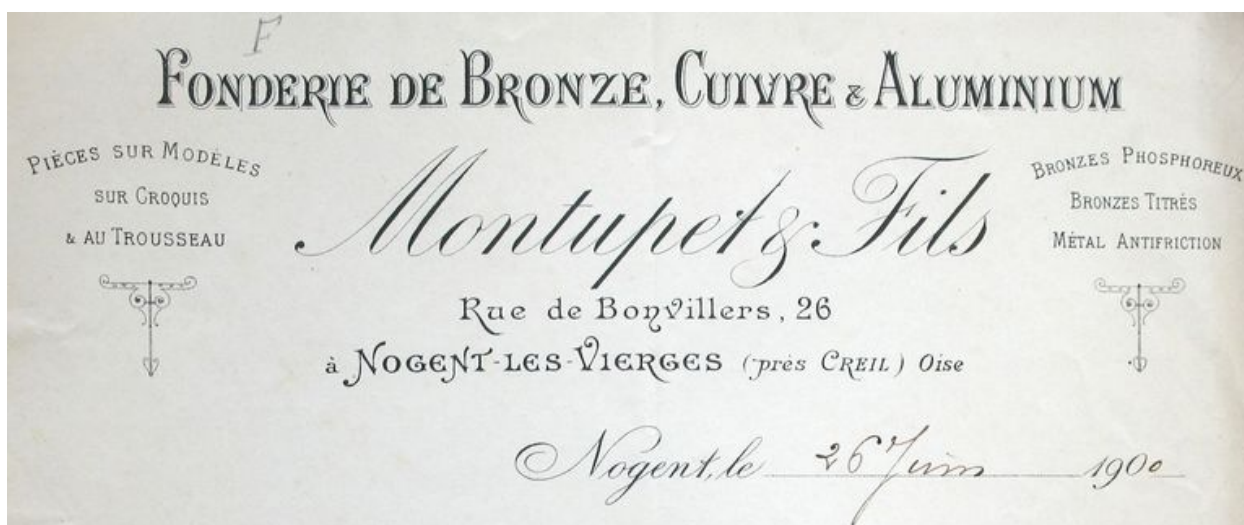 F
FONDERIE DE BRONZE, CUIVRE & ALUMINIUM
PIÈCES SUR MODÈLES
SUR CROQUIS
& AU TROUSSEAU
Montupet & Fils
BRONZES PHOSPHOREUX
BRONZES TITRÉS
MÉTAL ANTIFRICTION
Rue de Bonvillers, 26
à NOGENT-LES-VIERGES (près CREIL) Oise
Nogent, le 26 Juin 1900